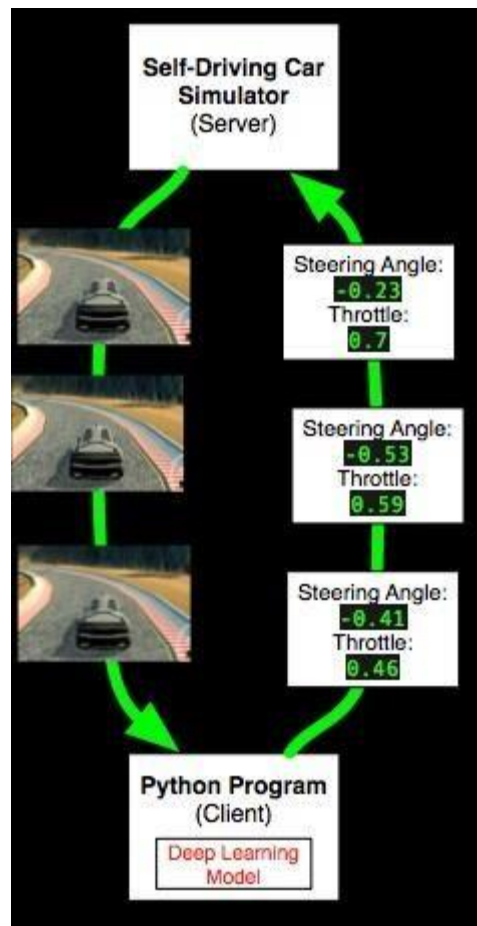 Self-Driving Car
Simulator
(Server)
Steering Angle:
-0.23
Throttle:
0.7
Steering Angle:
-0.53
Throttle:
0.59
Steering Angle:
-0.41
Throttle:
0.46
Python Program
(Client)
Deep Learning
Model